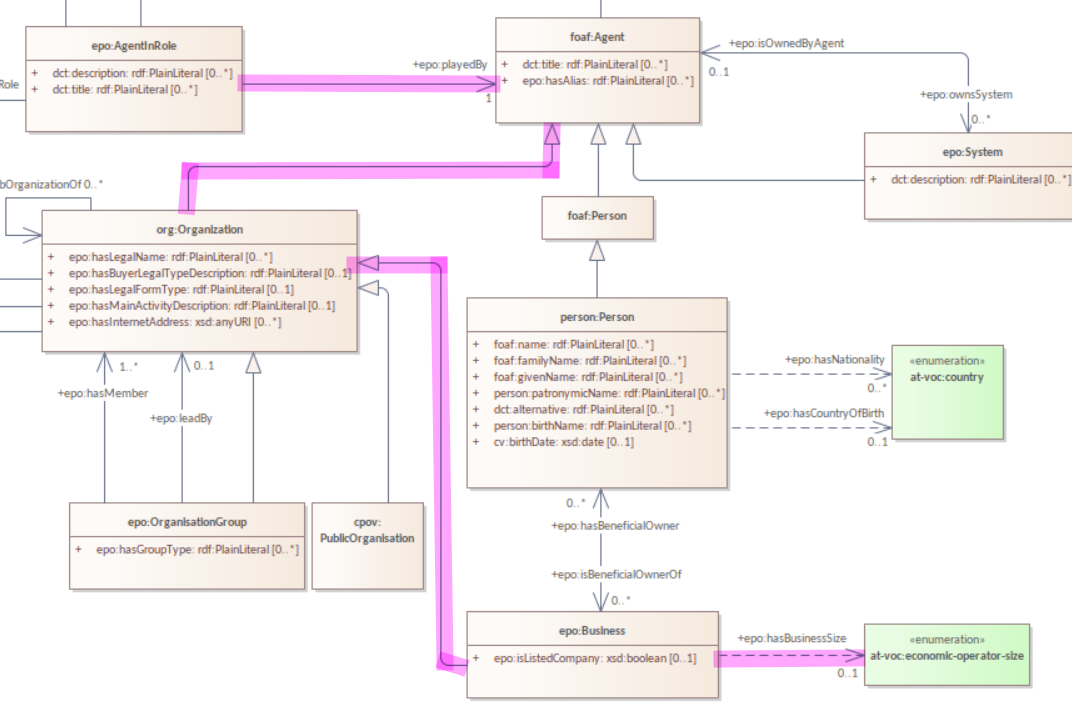 epo:AgentInRole
+ dct:description: rdf:PlainLiteral [0..*]
+ dct:title: rdf:PlainLiteral [0..*]
Role
+epo:playedBy
1
foaf:Agent
+ dct:title: rdf:PlainLiteral [0..*]
+ epo:hasAlias: rdf:PlainLiteral [0..*]
+epo:isOwnedByAgent
0..1
+epo:ownsSystem
0..*
epo:System
+ dct:description: rdf:PlainLiteral [0..*]
bOrganizationOf 0..*
org:Organization
+ epo:hasLegalName: rdf:PlainLiteral [0..*]
+ epo:hasBuyerLegalTypeDescription: rdf:PlainLiteral [0..1]
+ epo:hasLegalFormType: rdf:PlainLiteral [0..1]
+ epo:hasMainActivityDescription: rdf:PlainLiteral [0..1]
+ epo:hasInternetAddress: xsd:anyURI [0..*]
foaf:Person
person:Person
+ foaf:name: rdf:PlainLiteral [0..*]
+ foaf:familyName: rdf:PlainLiteral [0..*]
+ foaf:givenName: rdf:PlainLiteral [0..*]
+ person:patronymicName: rdf:PlainLiteral [0..*]
+ dct:alternative: rdf:PlainLiteral [0..*]
+ person:birthName: rdf:PlainLiteral [0..*]
+ cv:birthDate: xsd:date [0..1]
+epo:hasNationality
0..*
+epo:hasCountryOfBirth
0..1
«enumeration»
at-voc:country
1..*
+epo:hasMember
0..1
+epo:leadBy
epo:OrganisationGroup
+ epo:hasGroupType: rdf:PlainLiteral [0..*]
cpov:
PublicOrganisation
0..*
+epo:hasBeneficialOwner
+epo:isBeneficialOwnerOf
0..*
epo:Business
+ epo:isListedCompany: xsd:boolean [0..1]
+epo:hasBusinessSize
0..1
«enumeration»
at-voc:economic-operator-size